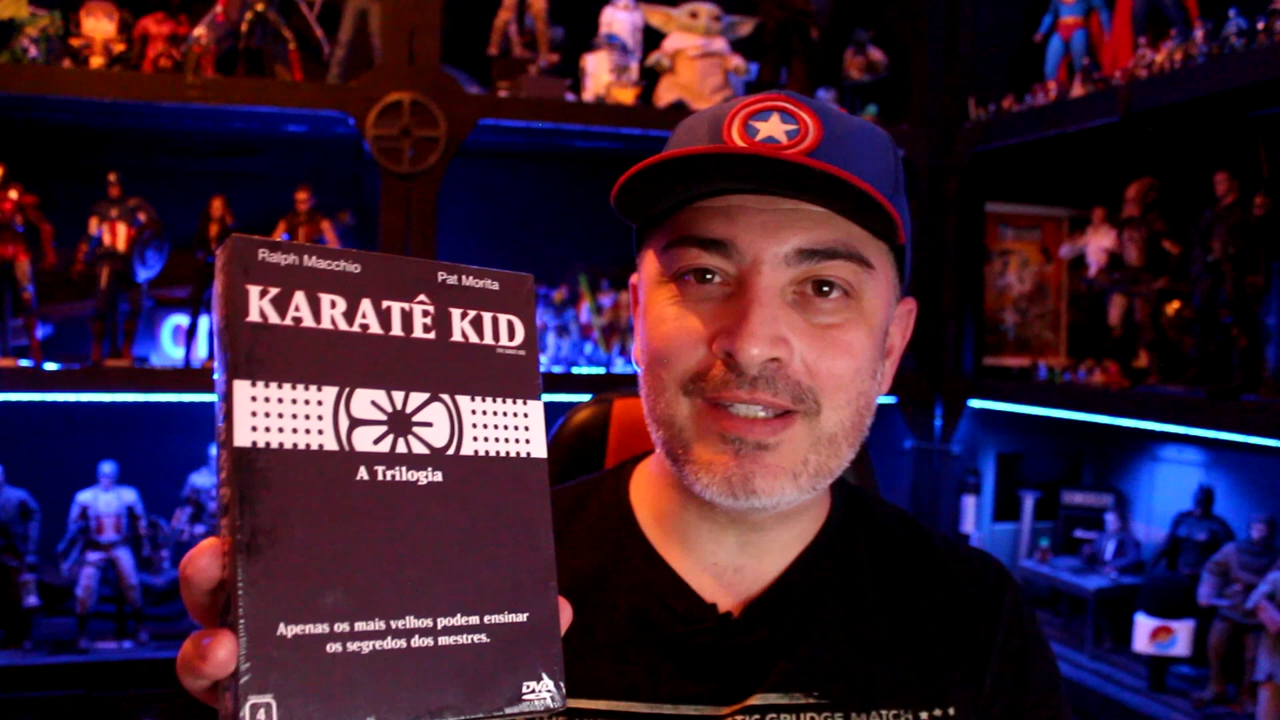 Ralph Macchio
Pat Morita
KARATÊ KID
A Trilogia
Apenas os mais velhos podem ensinar
os segredos dos mestres.
DVD
4
TIC GRUDGE MATCH